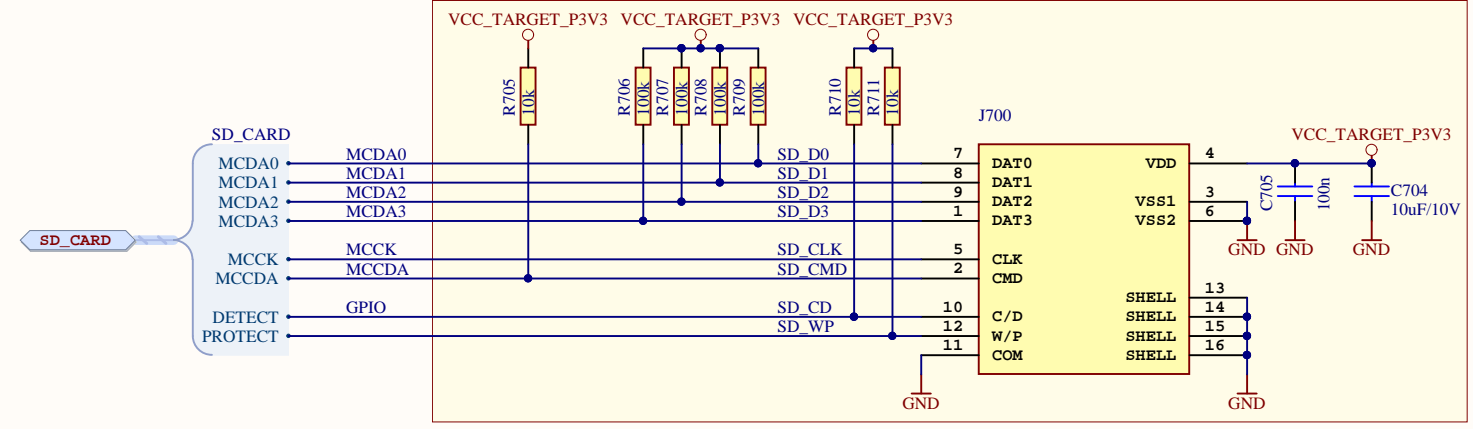 VCC_TARGET_P3V3 VCC_TARGET_P3V3 VCC_TARGET_P3V3
R705 10k
R706 100k
R707 100k
R708 100k
R709 100k
R710 10k
R711 10k
SD_CARD
SD_CARD
MCDA0 MCDA0 SD_D0 7 DAT0
MCDA1 MCDA1 SD_D1 8 DAT1
MCDA2 MCDA2 SD_D2 9 DAT2
MCDA3 MCDA3 SD_D3 1 DAT3
MCCK MCCK SD_CLK 5 CLK
MCCDA MCCDA SD_CMD 2 CMD
DETECT GPIO SD_CD 10 C/D
PROTECT SD_WP 12 W/P
11 COM
GND
J700
VDD 4
VSS1 3
VSS2 6
SHELL 13
SHELL 14
SHELL 15
SHELL 16
GND
VCC_TARGET_P3V3
C705 100n
C704
10uF/10V
GND GND GND